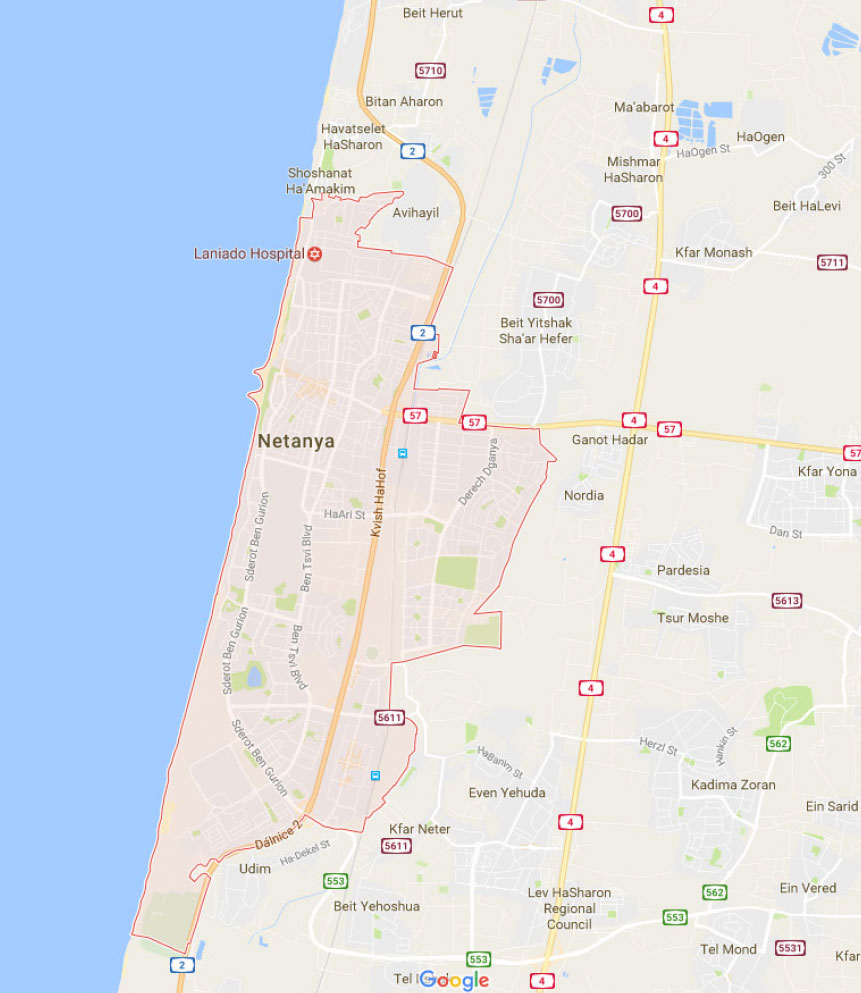 Beit Herut
4
5710
Bitan Aharon
Ma'abarot
Havatselet
HaSharon
2
4
HaOgen
HaOgen St
Mishmar
HaSharon
300 St
Shoshanat
Ha'Amakim
Avihayil
5700
Beit HaLevi
Laniado Hospital
Kfar Monash
5711
4
5700
Beit Yitshak
Sha'ar Hefer
2
57
57
4
57
Netanya
Ganot Hadar
57
Kfar Yona
Derech Dganya
Kvish HaHof
Nordia
HaAri St
Sderot Ben Gurion
Ben Tsvi Blvd
Dan St
4
Pardesia
5613
Tsur Moshe
Sderot Ben Gurion
Ben Tsvi Blvd
4
5611
Sderot Ben Gurion
562
Herzl St
Hankin St
HaBanim St
Even Yehuda
Kadima Zoran
Ein Sarid
Dálnice 2
Kfar Neter
4
5611
Ha-Dekel St
Udim
553
Beit Yehoshua
Lev HaSharon
Regional
Council
562
Ein Vered
553
Tel Mond
5531
Kfar
2
553
Tel
Google
4